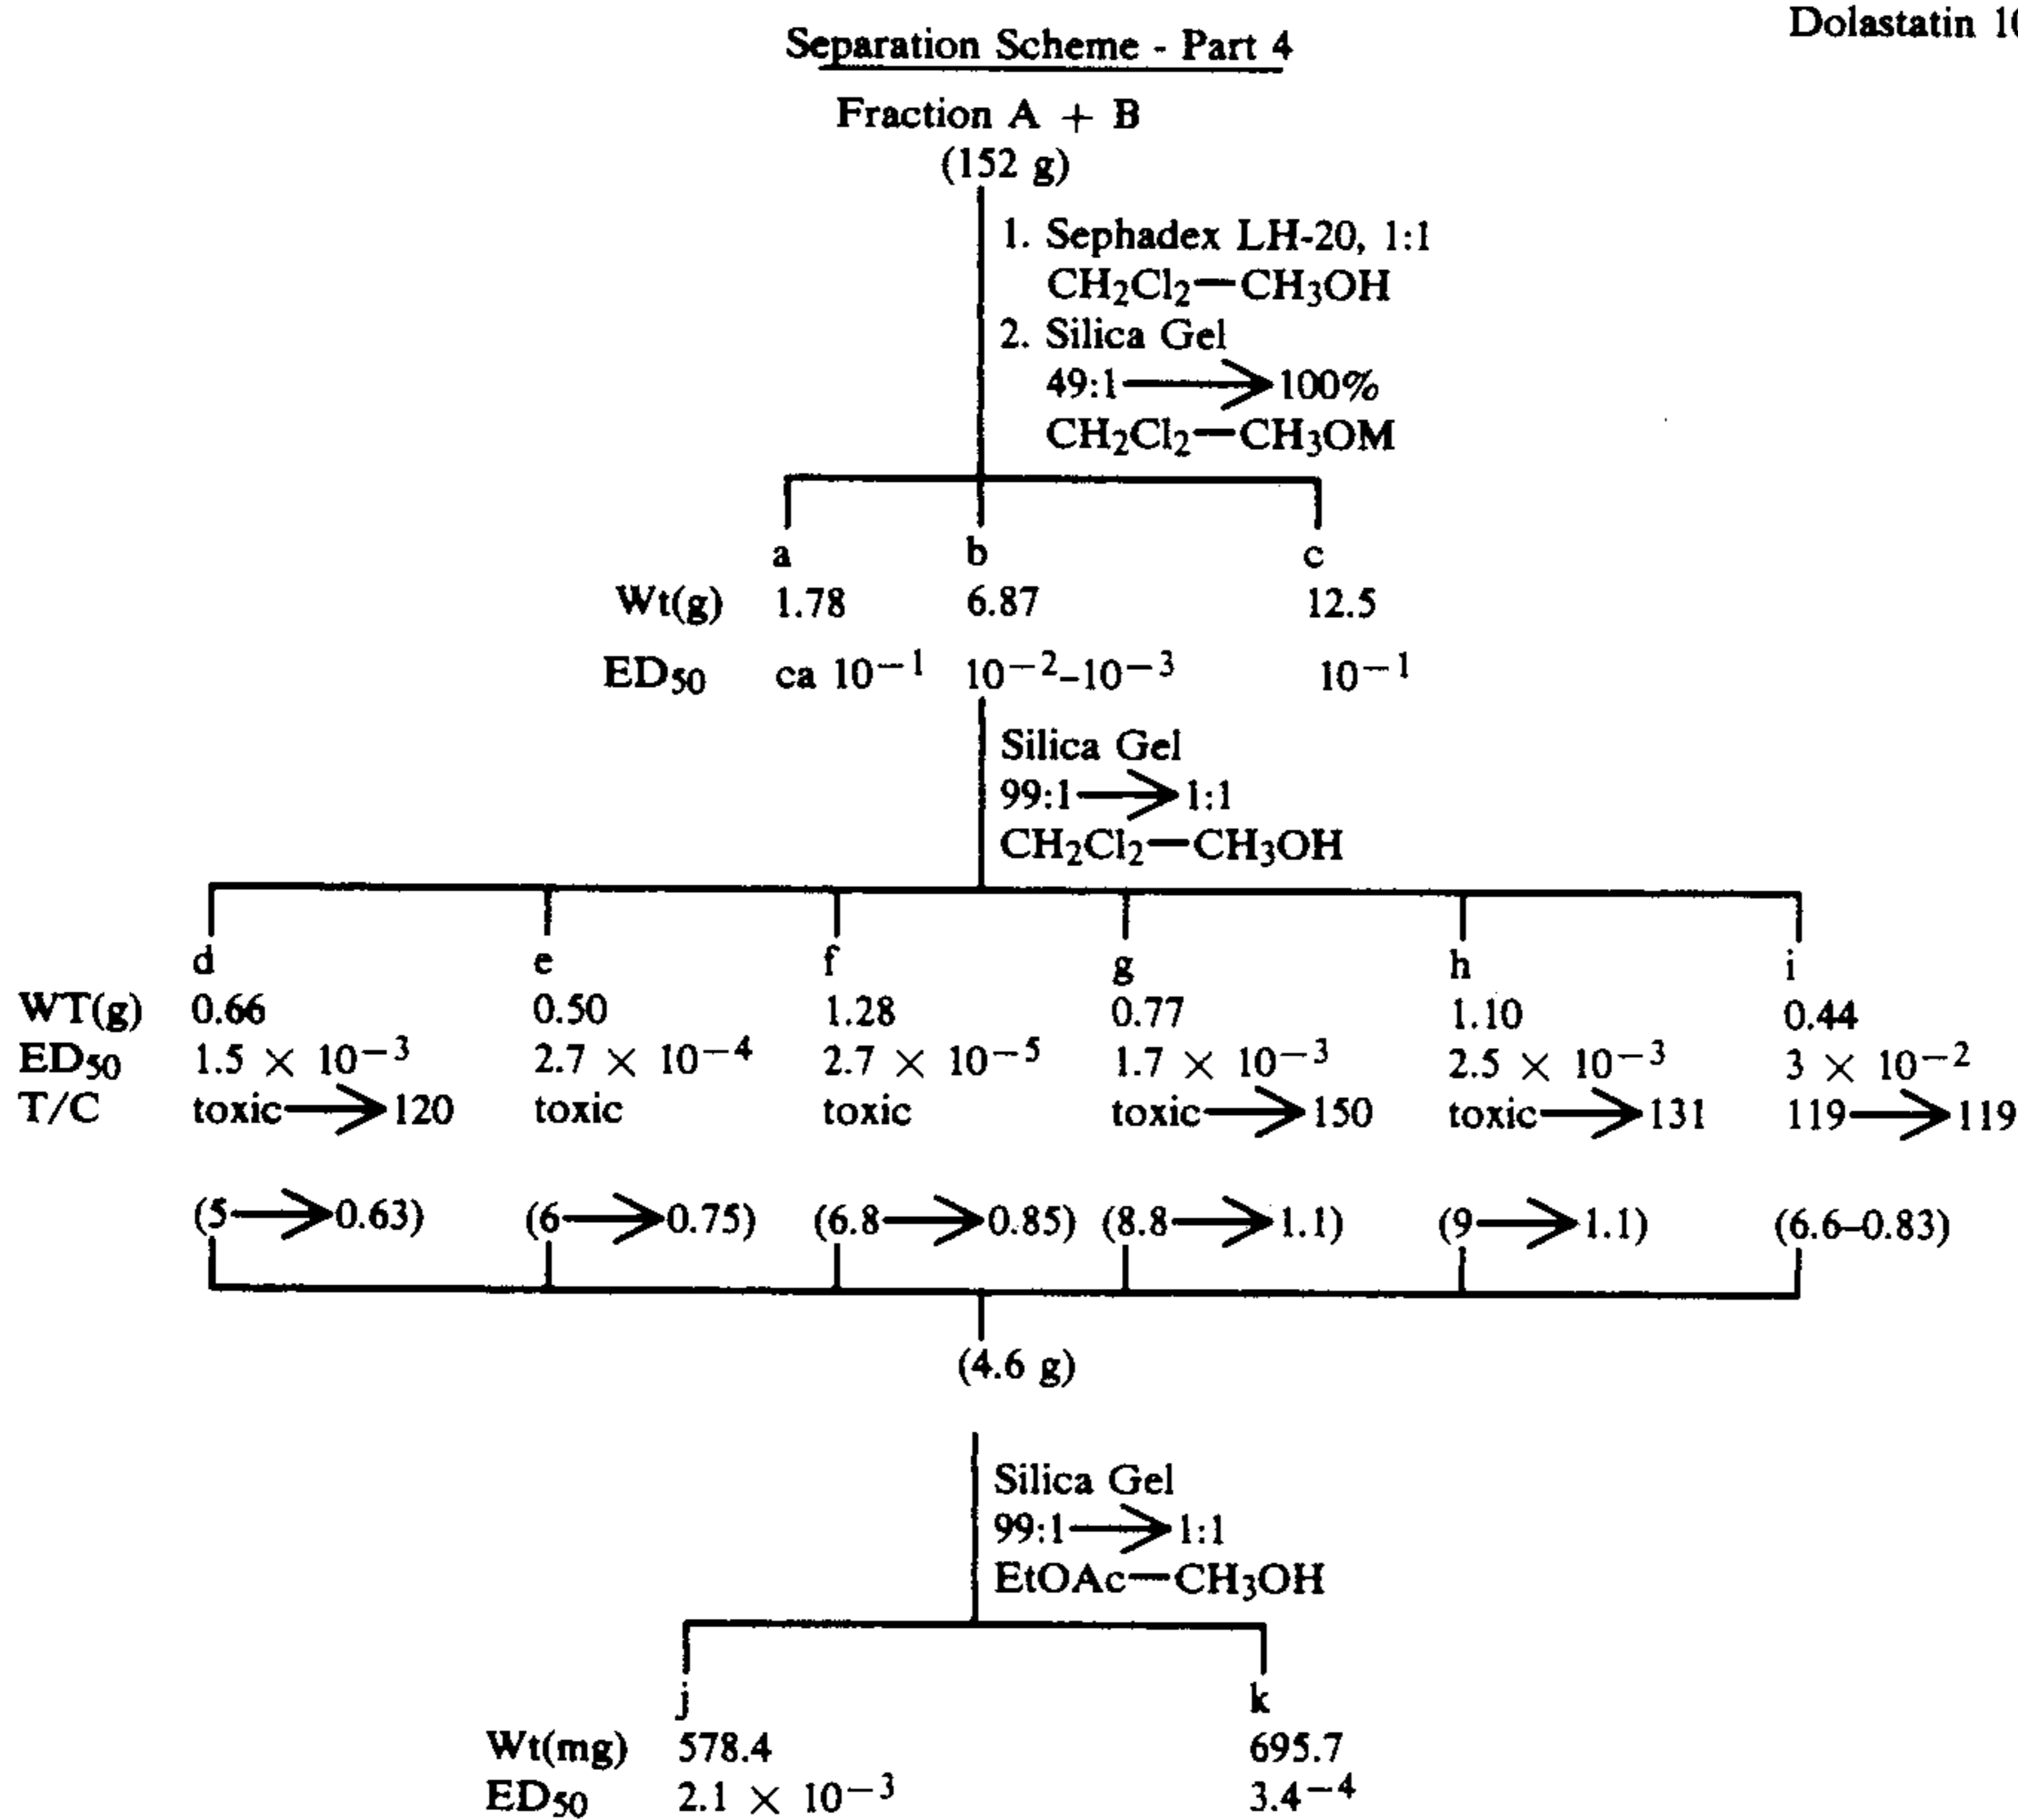 Dolastatin 10
Separation Scheme - Part 4
Fraction A + B
(152 g)
1. Sephadex LH-20, 1:1
CH₂Cl₂—CH₃OH
2. Silica Gel
49:1→100%
CH₂Cl₂—CH₃OM
a b c
Wt(g) 1.78 6.87 12.5
ED₅₀ ca 10⁻¹ 10⁻²–10⁻³ 10⁻¹
Silica Gel
99:1→1:1
CH₂Cl₂—CH₃OH
d e f g h i
WT(g) 0.66 0.50 1.28 0.77 1.10 0.44
ED₅₀ 1.5 × 10⁻³ 2.7 × 10⁻⁴ 2.7 × 10⁻⁵ 1.7 × 10⁻³ 2.5 × 10⁻³ 3 × 10⁻²
T/C toxic→120 toxic toxic toxic→150 toxic→131 119→119
(5→0.63) (6→0.75) (6.8→0.85) (8.8→1.1) (9→1.1) (6.6–0.83)
(4.6 g)
Silica Gel
99:1→1:1
EtOAc—CH₃OH
j k
Wt(mg) 578.4 695.7
ED₅₀ 2.1 × 10⁻³ 3.4⁻⁴